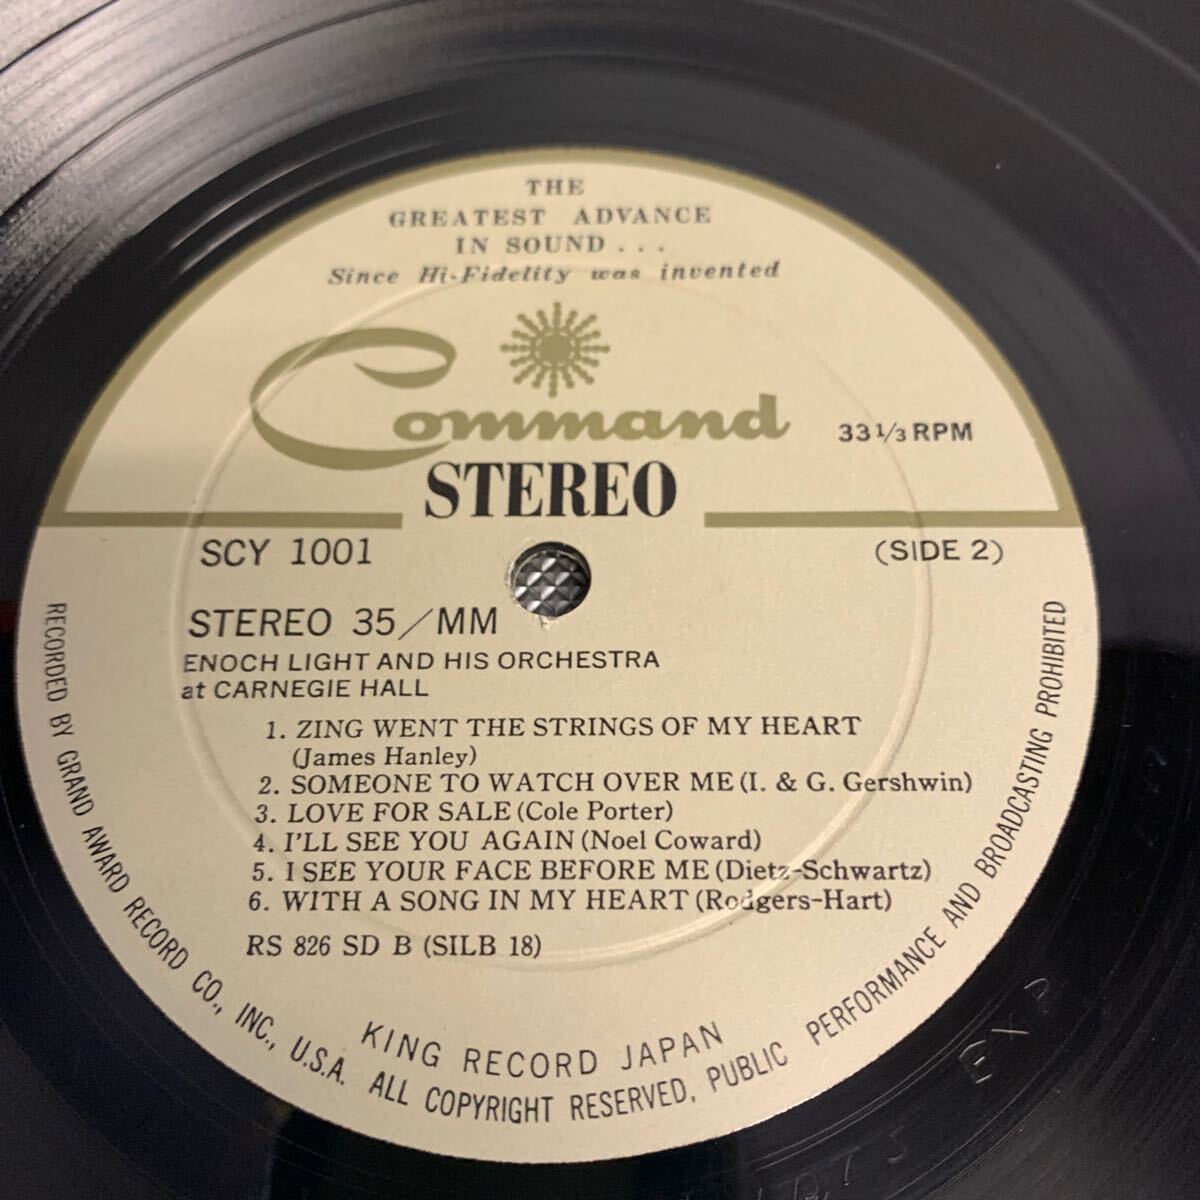 THE
GREATEST ADVANCE
IN SOUND...
Since Hi-Fidelity was invented
Command
STEREO
33 1/3 RPM
SCY 1001
(SIDE 2)
STEREO 35/MM
ENOCH LIGHT AND HIS ORCHESTRA
at CARNEGIE HALL
1. ZING WENT THE STRINGS OF MY HEART
(James Hanley)
2. SOMEONE TO WATCH OVER ME (I. & G. Gershwin)
3. LOVE FOR SALE (Cole Porter)
4. I'LL SEE YOU AGAIN (Noel Coward)
5. I SEE YOUR FACE BEFORE ME (Dietz-Schwartz)
6. WITH A SONG IN MY HEART (Rodgers-Hart)
RS 826 SD B (SILB 18)
KING RECORD JAPAN
RECORDED BY GRAND AWARD RECORD CO., INC., U.S.A. ALL COPYRIGHT RESERVED, PUBLIC PERFORMANCE AND BROADCASTING PROHIBITED